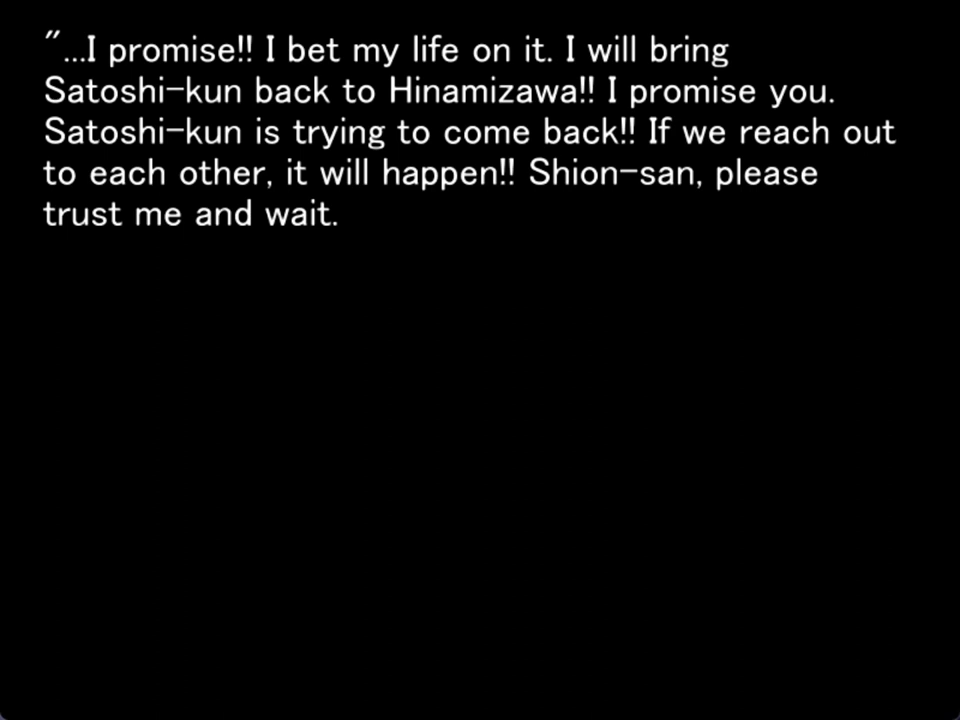 "...I promise!! I bet my life on it. I will bring
Satoshi-kun back to Hinamizawa!! I promise you.
Satoshi-kun is trying to come back!! If we reach out
to each other, it will happen!! Shion-san, please
trust me and wait.